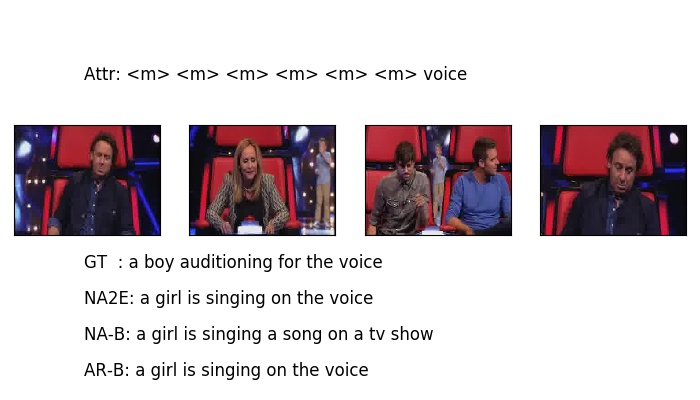 Attr: <m> <m> <m> <m> <m> <m> voice
GT : a boy auditioning for the voice
NA2E: a girl is singing on the voice
NA-B: a girl is singing a song on a tv show
AR-B: a girl is singing on the voice